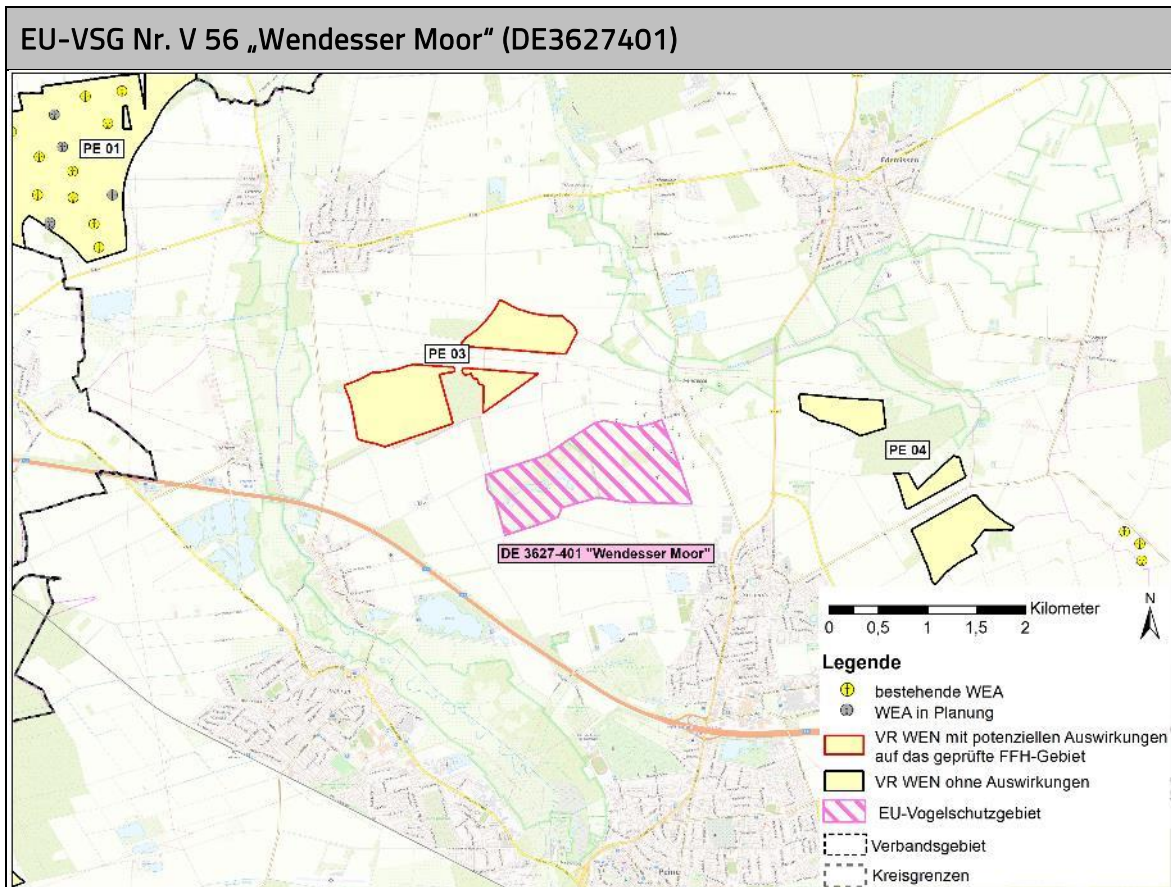 EU-VSG Nr. V 56 „Wendesser Moor“ (DE3627401)
PE 01
Edemissen
PE 03
PE 04
DE 3627-401 "Wendesser Moor"
Peine
N
Kilometer
0 0,5 1 1,5 2
Legende
bestehende WEA
WEA in Planung
VR WEN mit potenziellen Auswirkungen
auf das geprüfte FFH-Gebiet
VR WEN ohne Auswirkungen
EU-Vogelschutzgebiet
Verbandsgebiet
Kreisgrenzen